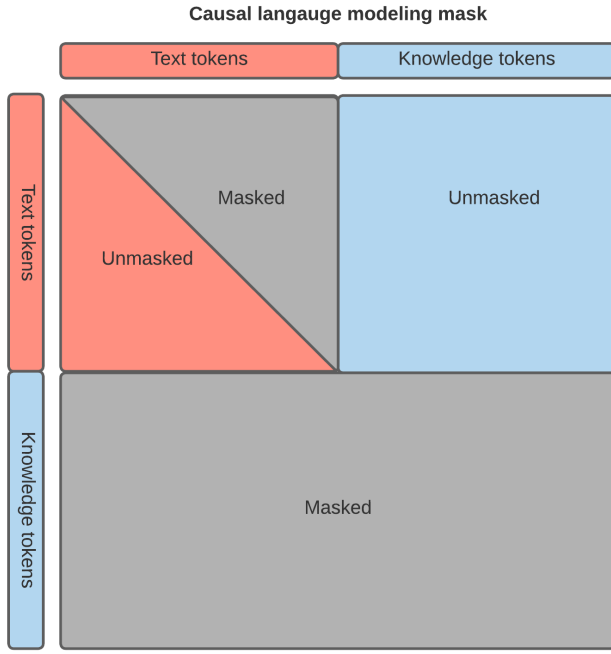 Causal langauge modeling mask
Text tokens
Knowledge tokens
Text tokens
Masked
Unmasked
Unmasked
Knowledge tokens
Masked